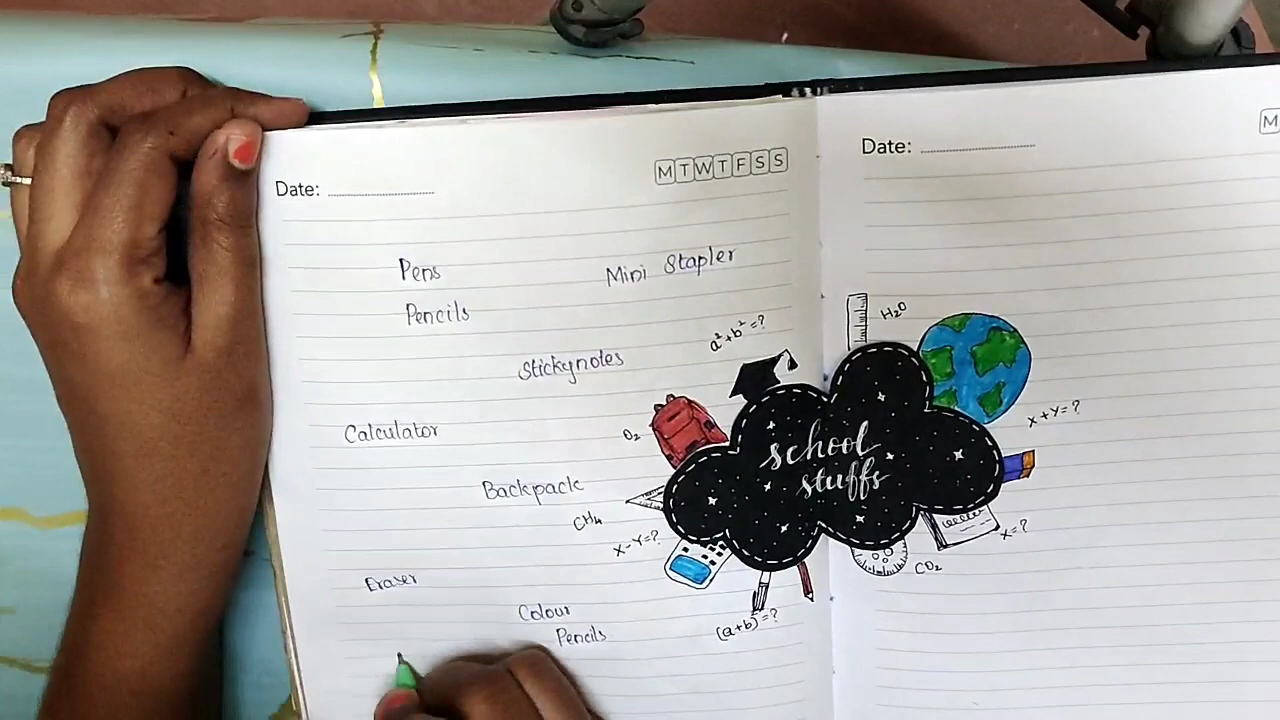 Date:
M T W T F S S
Date:
M
Pens
Mini Stapler
Pencils
H2O
a²+b²=?
Stickynotes
X+Y=?
O2
Calculator
school
stuffs
Backpack
CH4
X-Y=?
X=?
CO2
Eraser
Colour
Pencils
(a+b)²=?